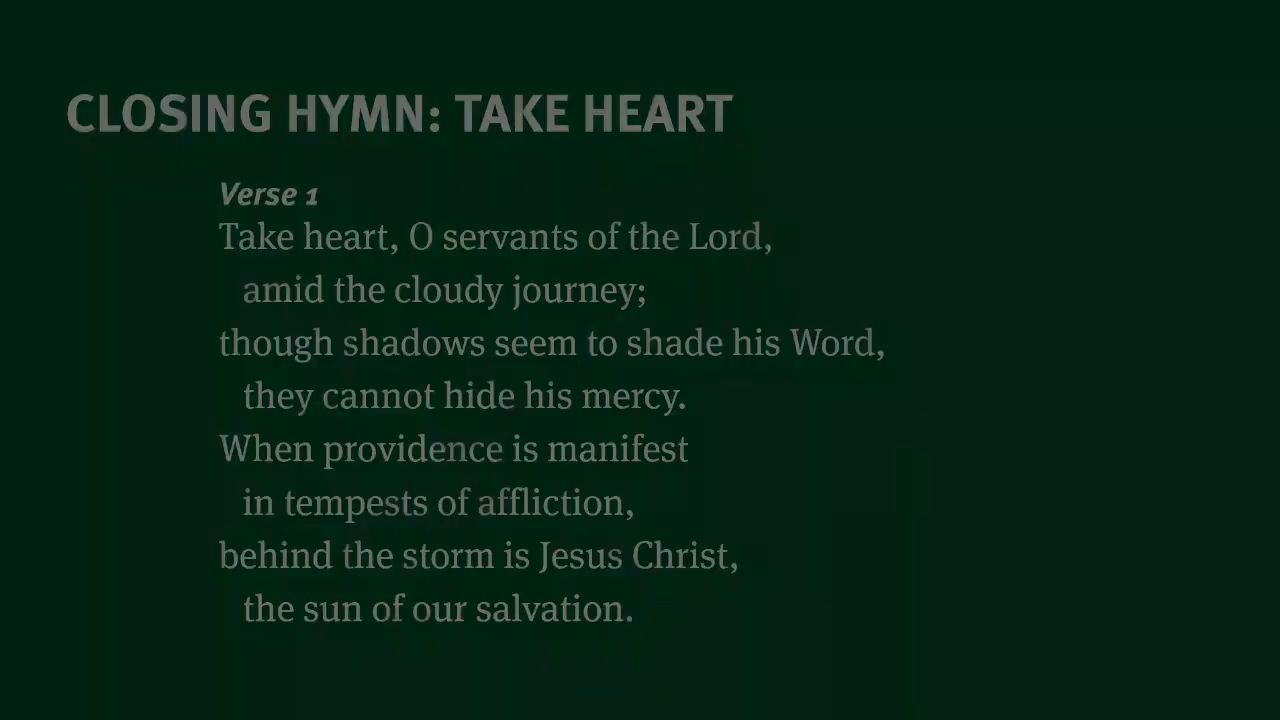 CLOSING HYMN: TAKE HEART
Verse 1
Take heart, O servants of the Lord,
amid the cloudy journey;
though shadows seem to shade his Word,
they cannot hide his mercy.
When providence is manifest
in tempests of affliction,
behind the storm is Jesus Christ,
the sun of our salvation.